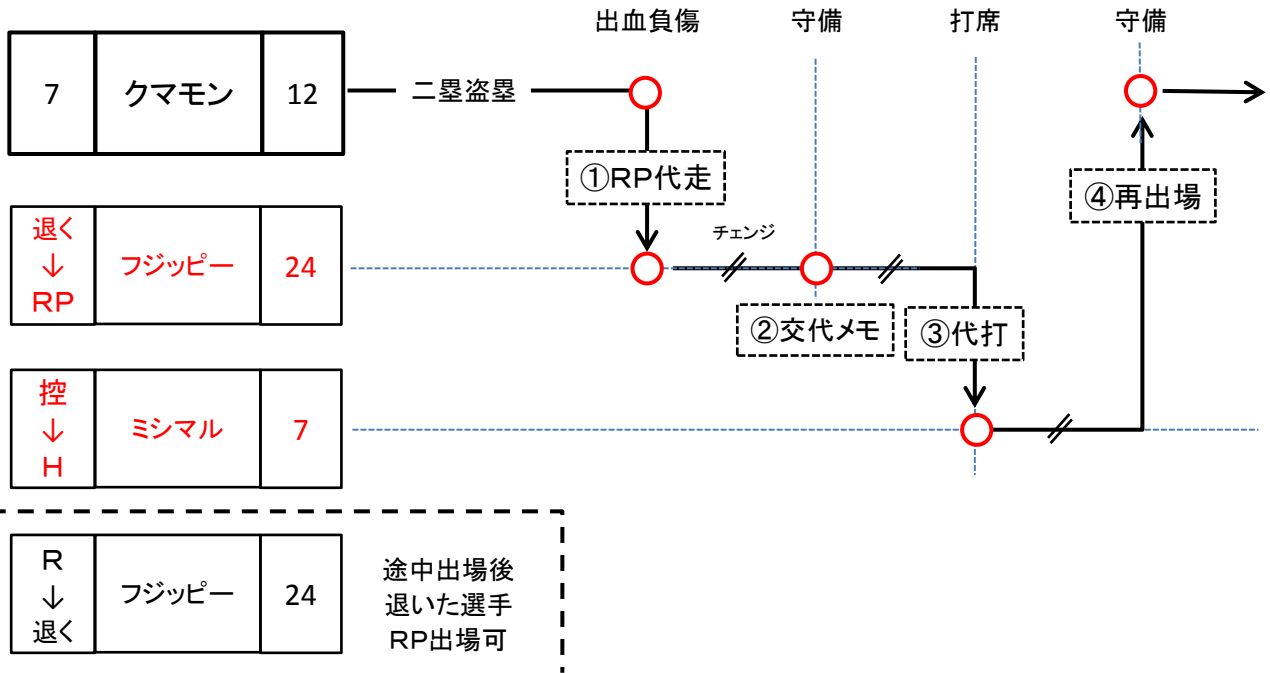 出血負傷 守備 打席 守備
7 クマモン 12 二塁盗塁
①RP代走
④再出場
退く
↓
RP
フジッピー 24
チェンジ
②交代メモ
③代打
控
↓
H
ミシマル 7
R
↓
退く
フジッピー 24
途中出場後
退いた選手
RP出場可